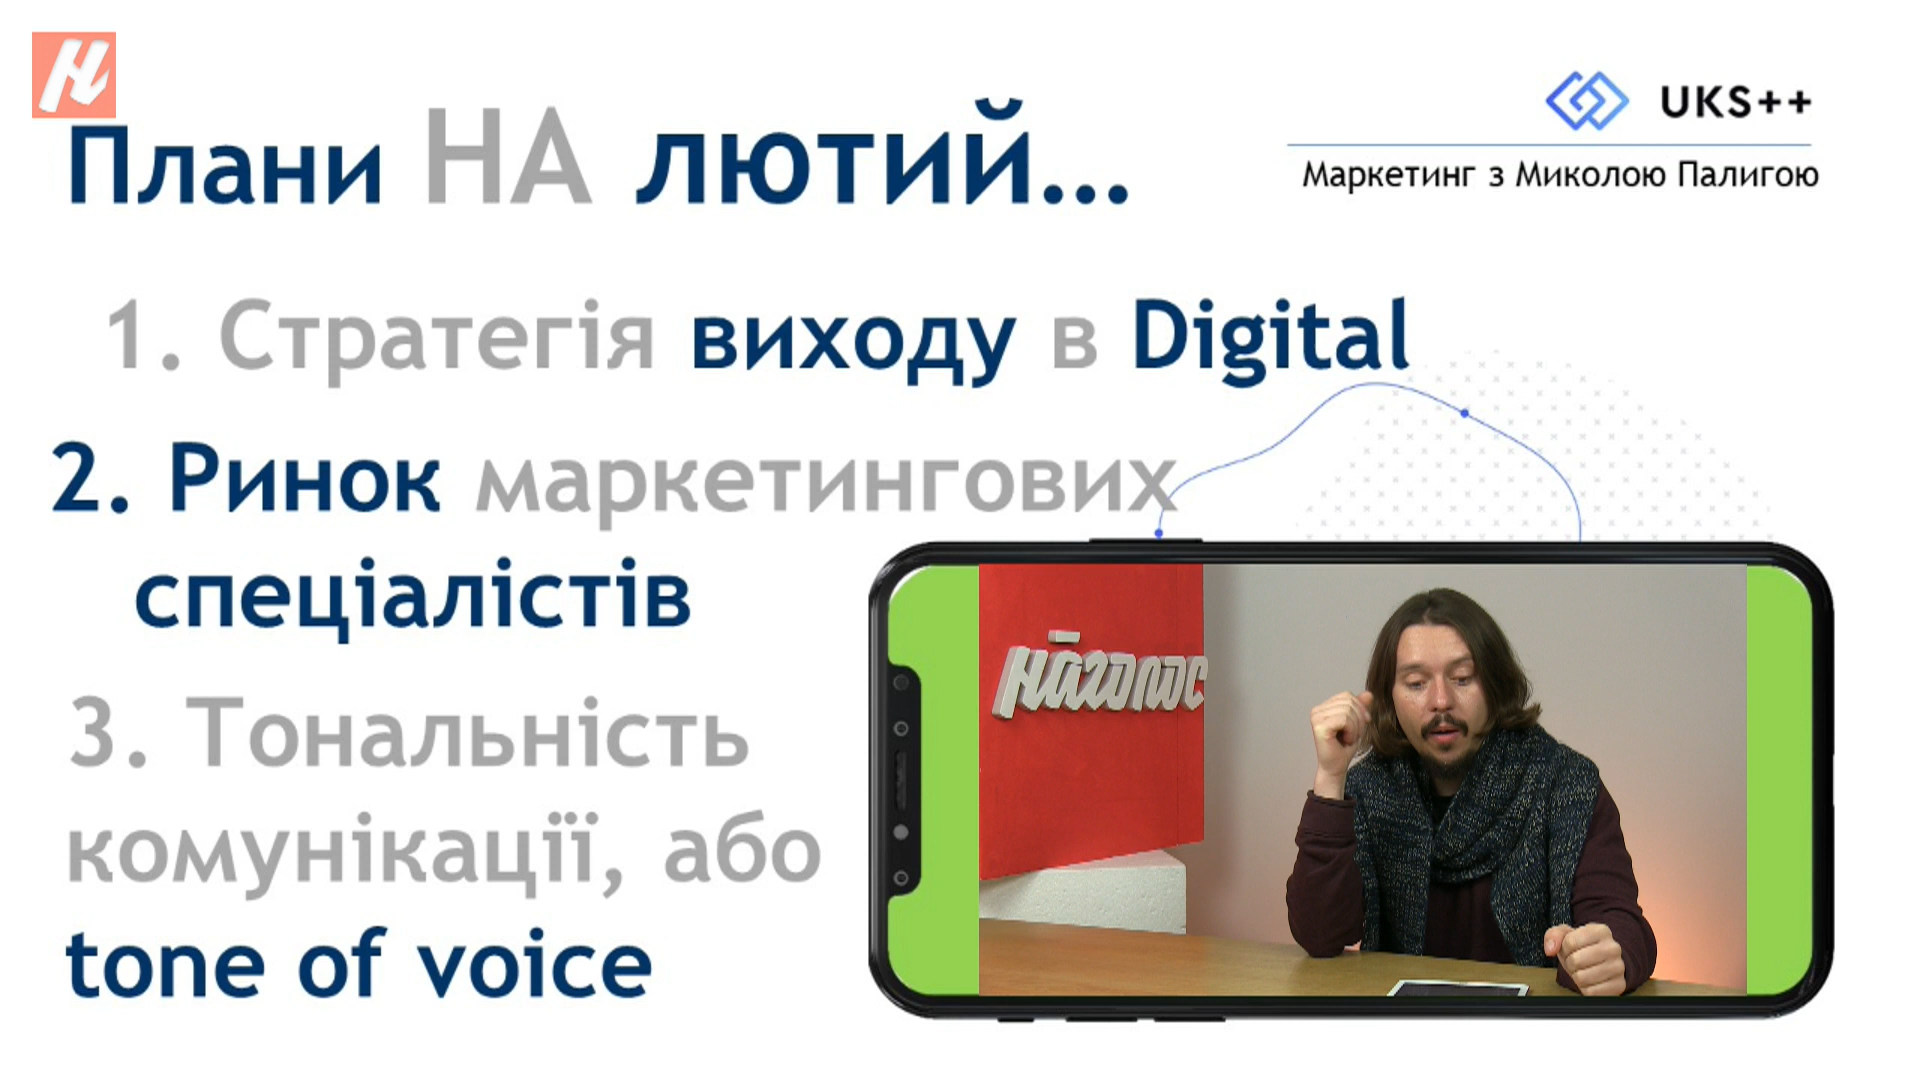 Плани НА лютий...
UKS++
Маркетинг з Миколою Палигою
1. Стратегія виходу в Digital
2. Ринок маркетингових
спеціалістів
3. Тональність
комунікації, або
tone of voice
наголос